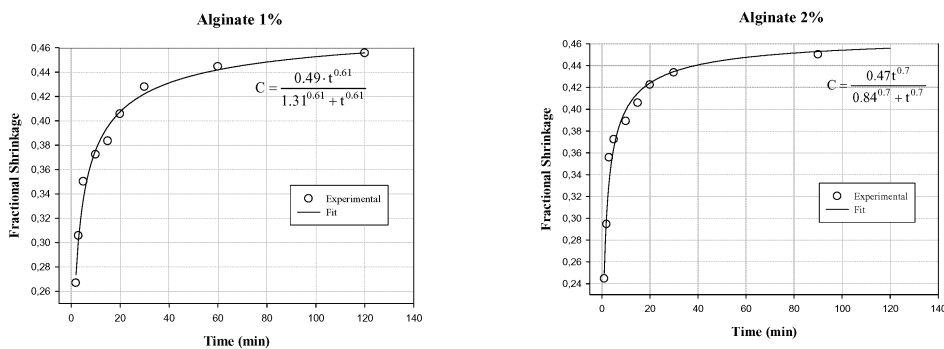 Alginate 1%
Fractional Shrinkage
0,46
0,44
0,42
0,40
0,38
0,36
0,34
0,32
0,30
0,28
0,26
C = 0.49 · t^0.61 / 1.31^0.61 + t^0.61
Experimental
Fit
0 20 40 60 80 100 120 140
Time (min)
Alginate 2%
Fractional Shrinkage
0,46
0,44
0,42
0,40
0,38
0,36
0,34
0,32
0,30
0,28
0,26
0,24
C = 0.47t^0.7 / 0.84^0.7 + t^0.7
Experimental
Fit
0 20 40 60 80 100 120 140
Time (min)